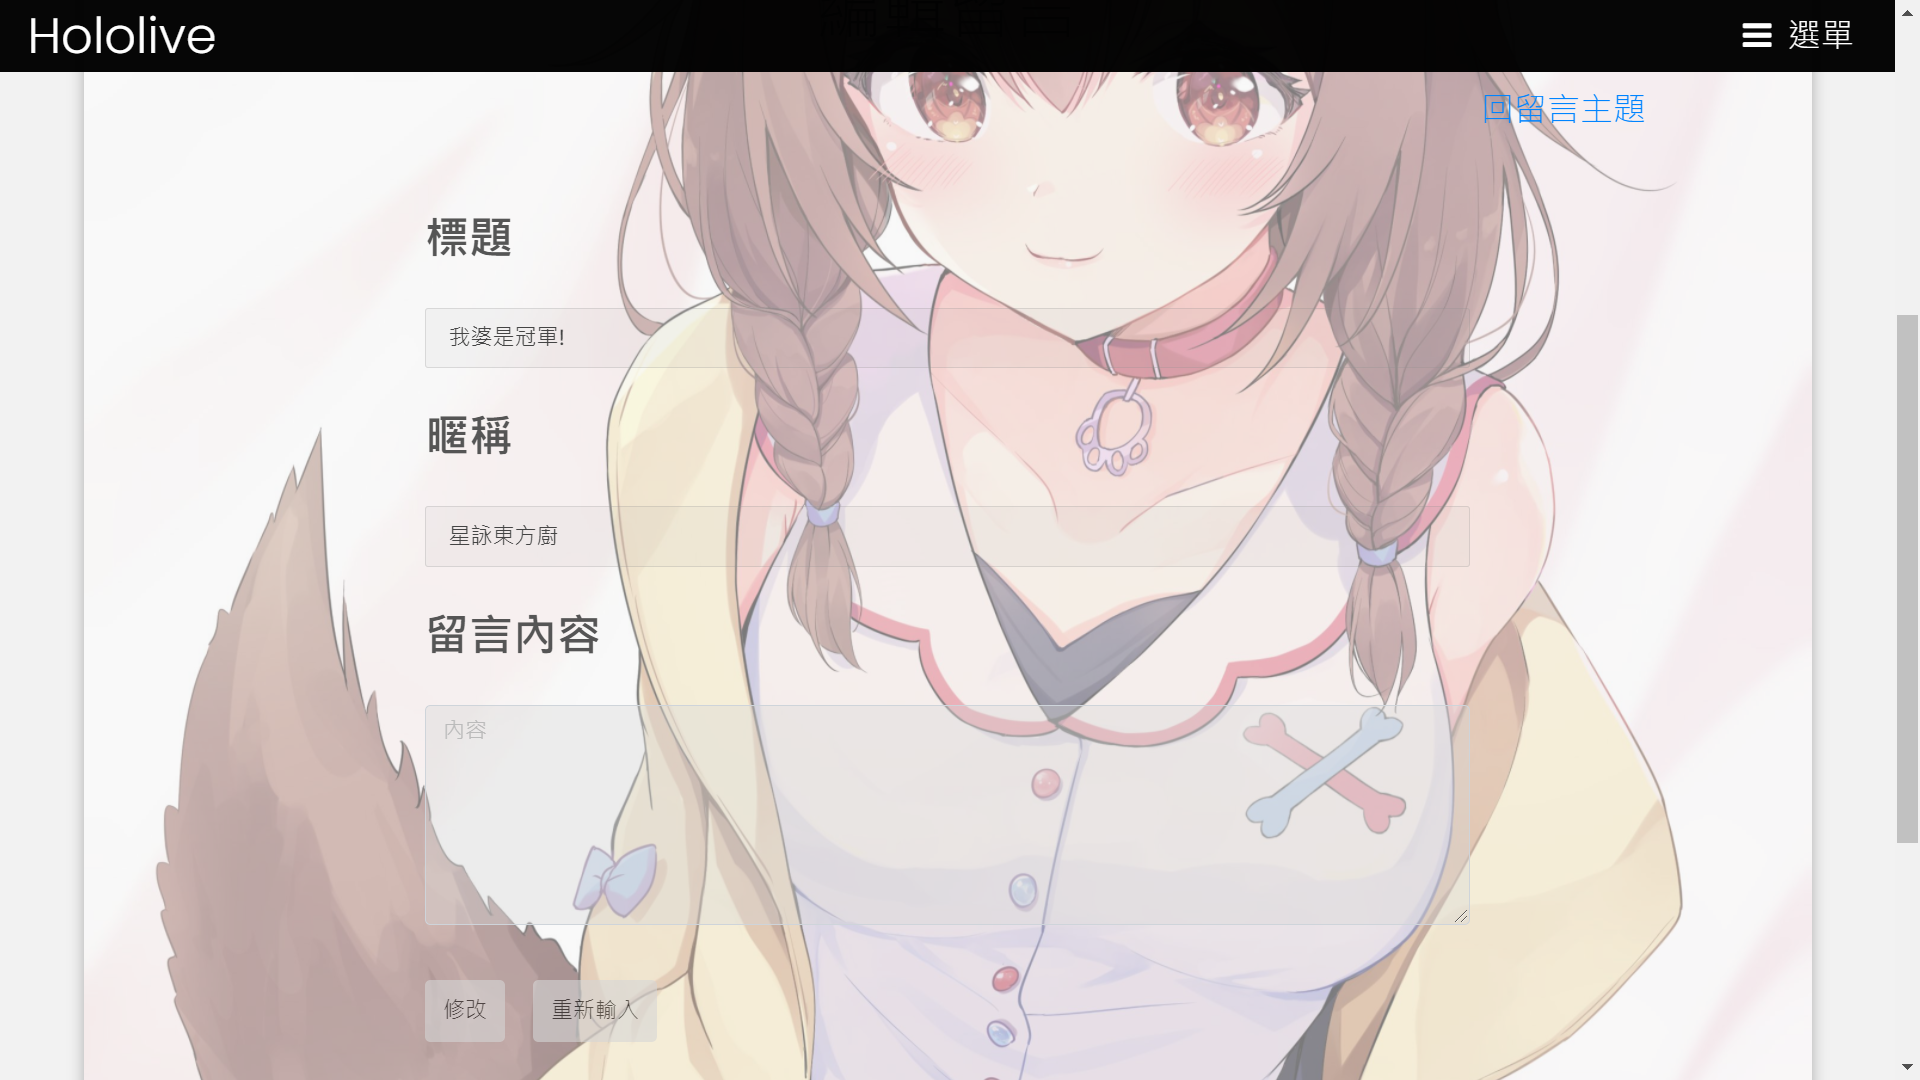 Hololive
選單
回留言主題
標題
我婆是冠軍!
暱稱
星詠東方廚
留言內容
內容
修改
重新輸入